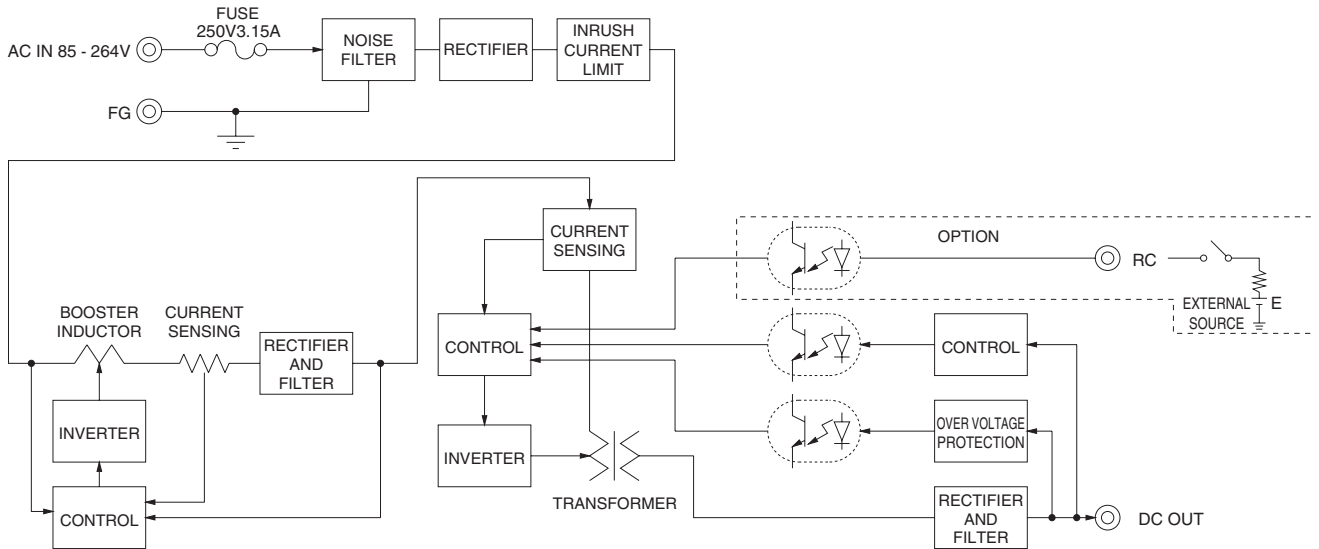 FUSE
250V3.15A
AC IN 85 - 264V
NOISE
FILTER
RECTIFIER
INRUSH
CURRENT
LIMIT
FG
CURRENT
SENSING
OPTION
RC
EXTERNAL
SOURCE
E
BOOSTER
INDUCTOR
CURRENT
SENSING
RECTIFIER
AND
FILTER
CONTROL
CONTROL
INVERTER
INVERTER
OVER VOLTAGE
PROTECTION
TRANSFORMER
CONTROL
RECTIFIER
AND
FILTER
DC OUT